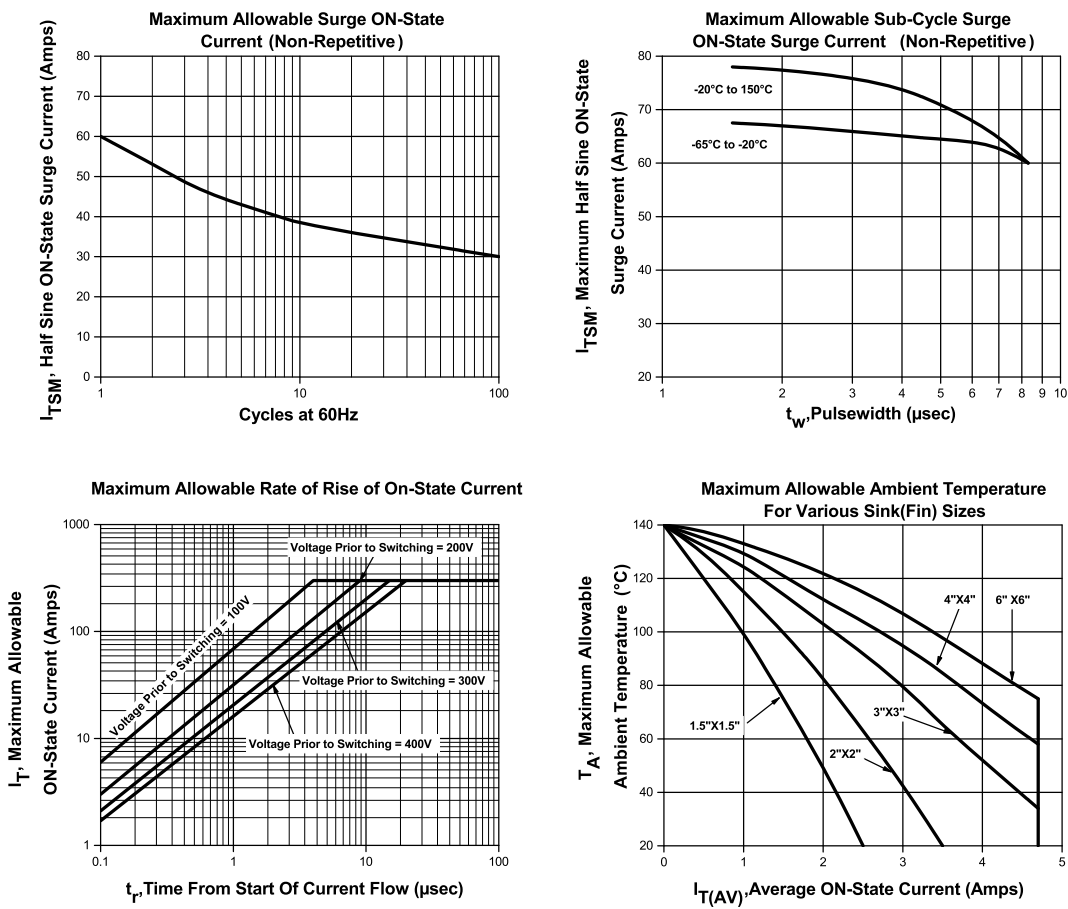 Maximum Allowable Surge ON-State
Current (Non-Repetitive)
I_TSM, Half Sine ON-State Surge Current (Amps)
80
70
60
50
40
30
20
10
0
1
10
100
Cycles at 60Hz
Maximum Allowable Sub-Cycle Surge
ON-State Surge Current (Non-Repetitive)
I_TSM, Maximum Half Sine ON-State
Surge Current (Amps)
80
70
60
50
40
30
20
-20°C to 150°C
-65°C to -20°C
1
2
3
4
5
6
7
8
9
10
t_w,Pulsewidth (µsec)
Maximum Allowable Rate of Rise of On-State Current
I_T, Maximum Allowable
ON-State Current (Amps)
1000
100
10
1
Voltage Prior to Switching = 200V
Voltage Prior to Switching = 100V
Voltage Prior to Switching = 300V
Voltage Prior to Switching = 400V
0.1
1
10
100
t_r,Time From Start Of Current Flow (µsec)
Maximum Allowable Ambient Temperature
For Various Sink(Fin) Sizes
T_A, Maximum Allowable
Ambient Temperature (°C)
140
120
100
80
60
40
20
4"X4"
6" X6"
3"X3"
1.5"X1.5"
2"X2"
0
1
2
3
4
5
I_T(AV),Average ON-State Current (Amps)